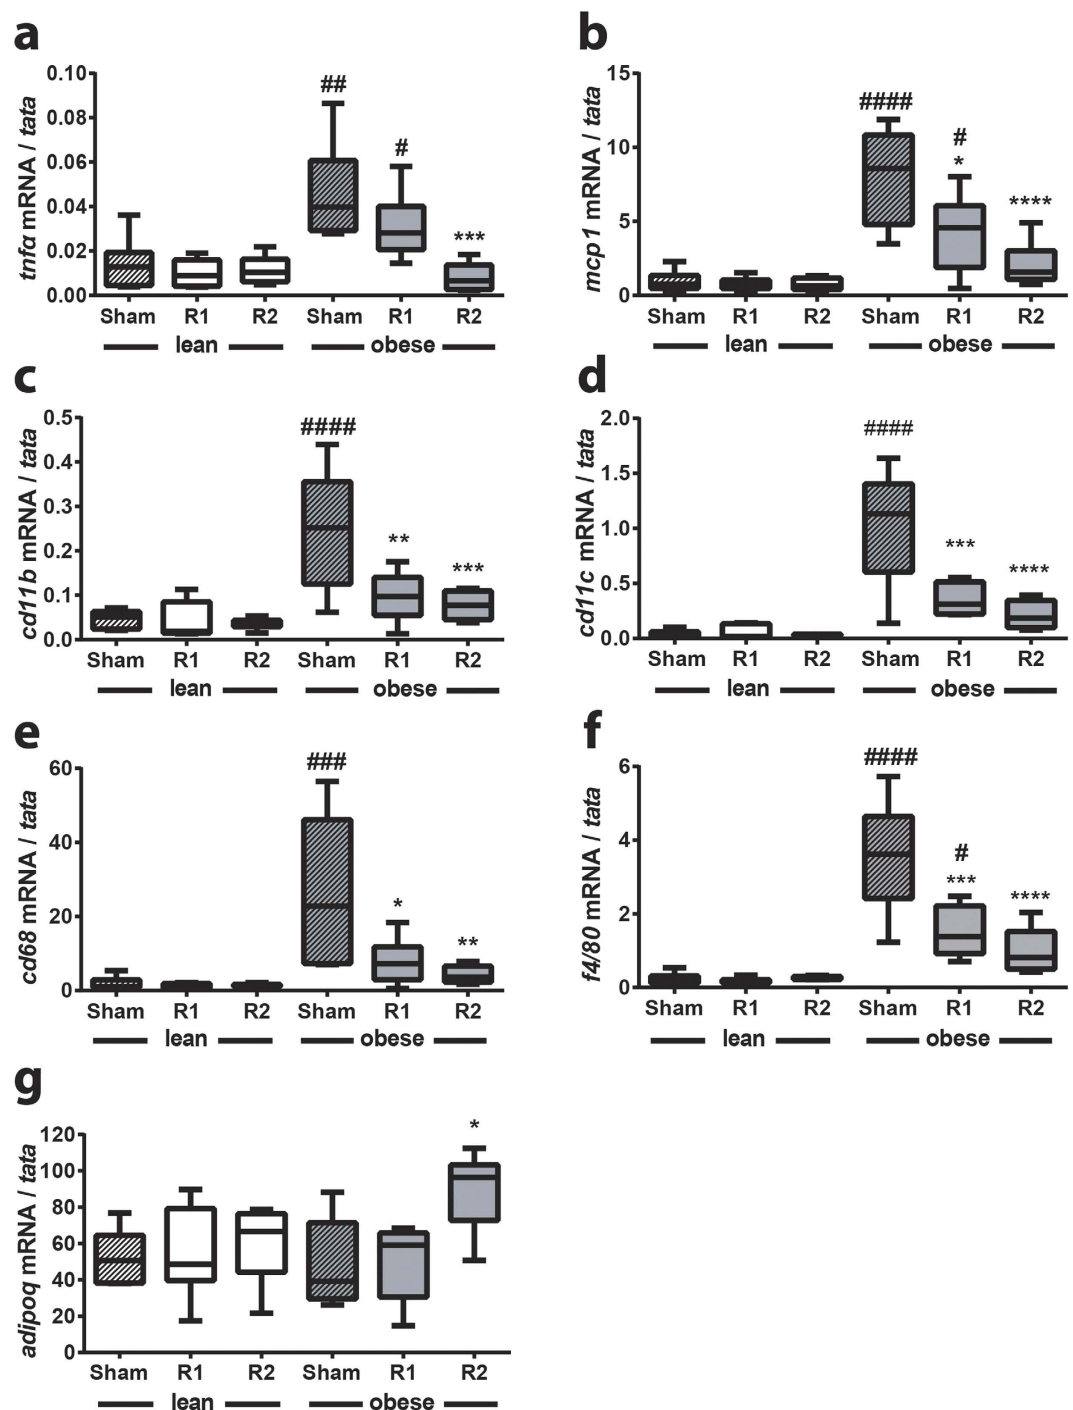 a
tnfα mRNA / tata
0.10
0.08
0.06
0.04
0.02
0.00
##
#
***
Sham R1 R2 Sham R1 R2
lean obese
b
mcp1 mRNA / tata
15
10
5
0
####
#
*
****
Sham R1 R2 Sham R1 R2
lean obese
c
cd11b mRNA / tata
0.5
0.4
0.3
0.2
0.1
0.0
####
**
***
Sham R1 R2 Sham R1 R2
lean obese
d
cd11c mRNA / tata
2.0
1.5
1.0
0.5
0.0
####
***
****
Sham R1 R2 Sham R1 R2
lean obese
e
cd68 mRNA / tata
60
40
20
0
###
*
**
Sham R1 R2 Sham R1 R2
lean obese
f
f4/80 mRNA / tata
6
4
2
0
####
#
***
****
Sham R1 R2 Sham R1 R2
lean obese
g
adipoq mRNA / tata
120
100
80
60
40
20
0
*
Sham R1 R2 Sham R1 R2
lean obese